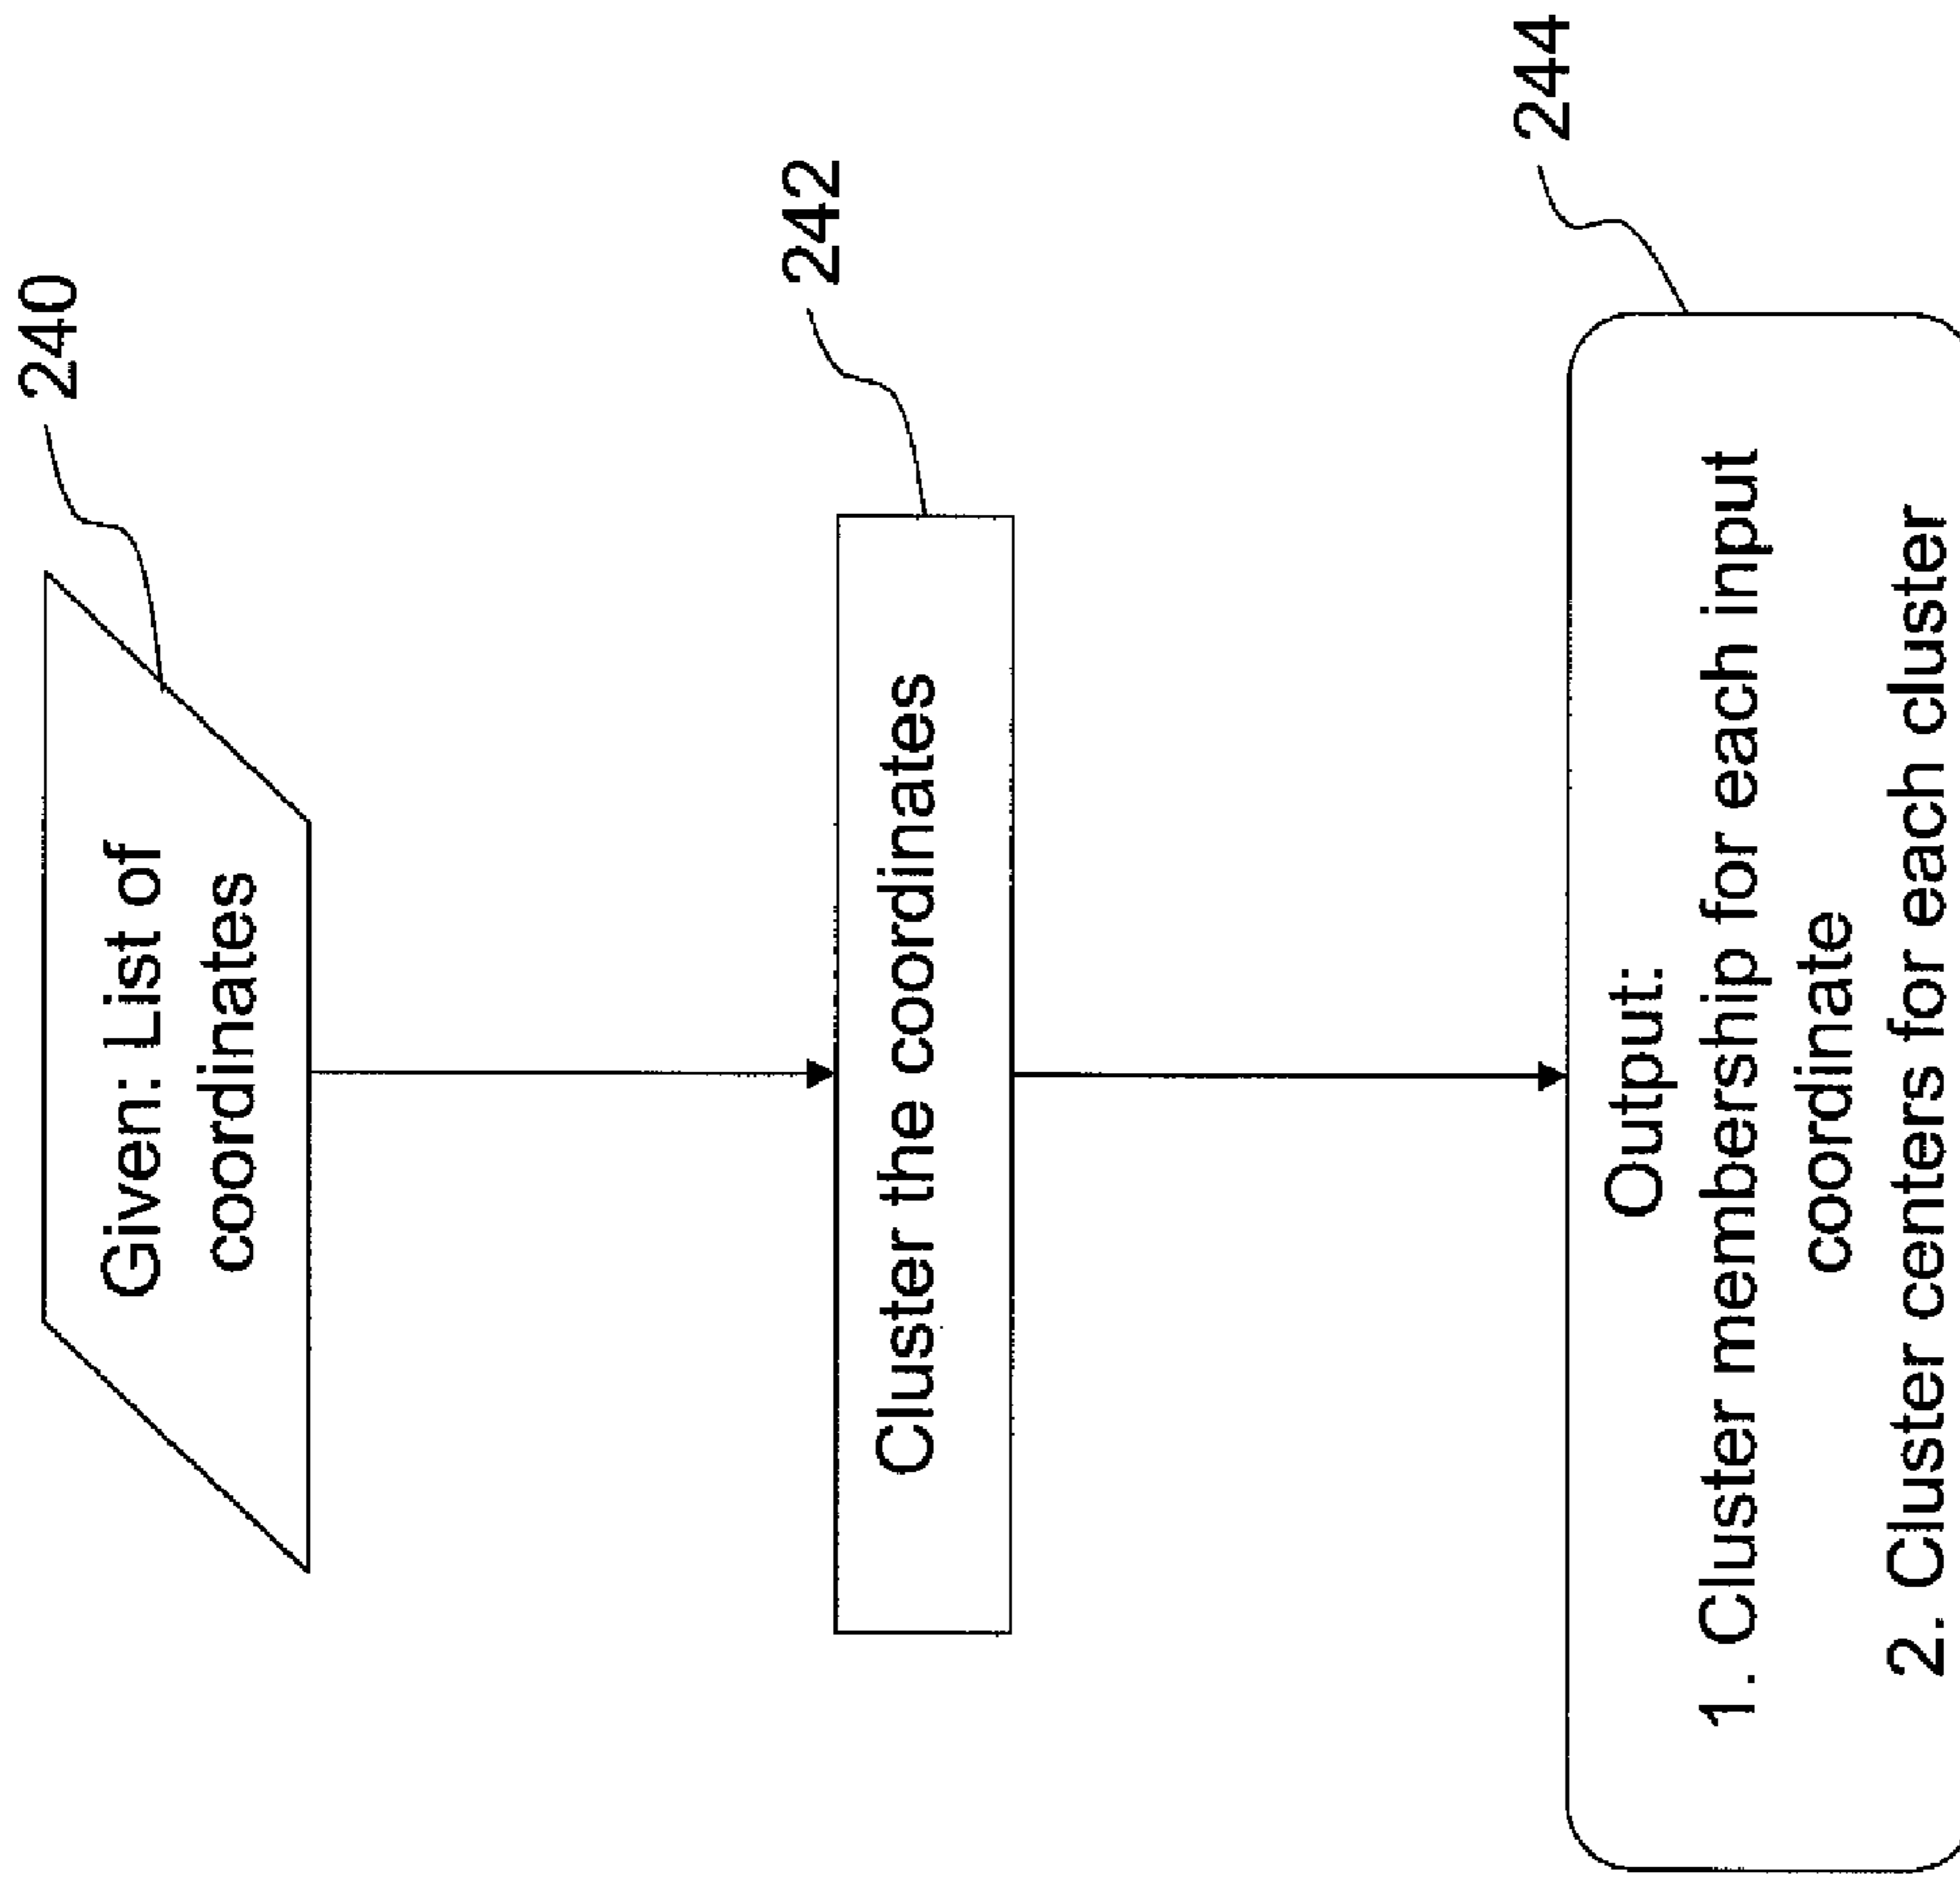 240
Given: List of
coordinates
242
Cluster the coordinates
244
Output:
1. Cluster membership for each input
coordinate
2. Cluster centers for each cluster